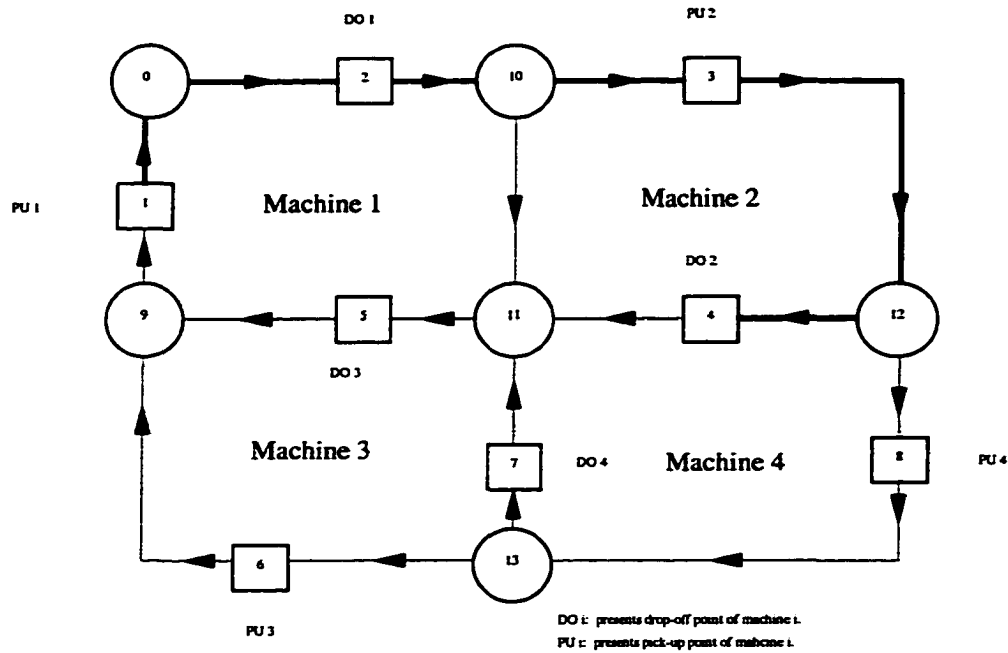 DO 1
PU 2
0
2
10
3
PU 1
1
Machine 1
Machine 2
DO 2
9
5
11
4
12
DO 3
Machine 3
7
DO 4
Machine 4
8
PU 4
6
13
PU 3
DO i: presents drop-off point of machine i.
PU i: presents pick-up point of mahcine i.